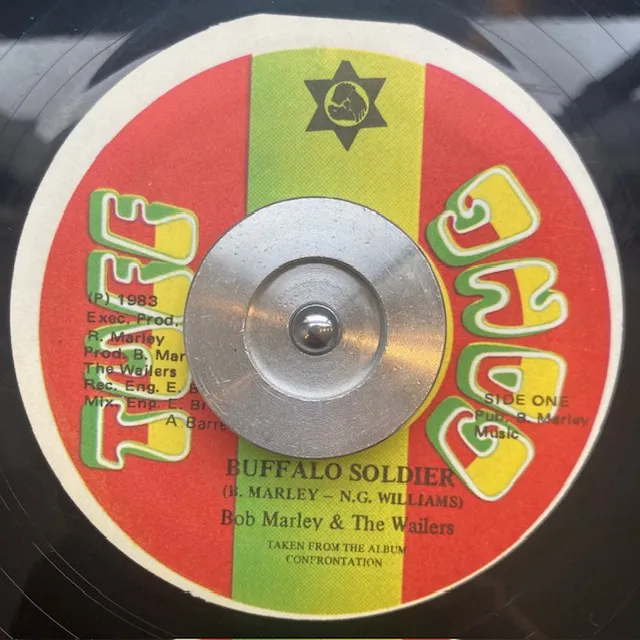 TUFF
GONG
(P) 1983
Exec. Prod.
R. Marley
Prod. B. Mar
The Wailers
Rec. Eng. E. B
Mix. Eng. E. Br
A Barre
SIDE ONE
Pub. B. Marley
Music
BUFFALO SOLDIER
(B. MARLEY – N.G. WILLIAMS)
Bob Marley & The Wailers
TAKEN FROM THE ALBUM
CONFRONTATION